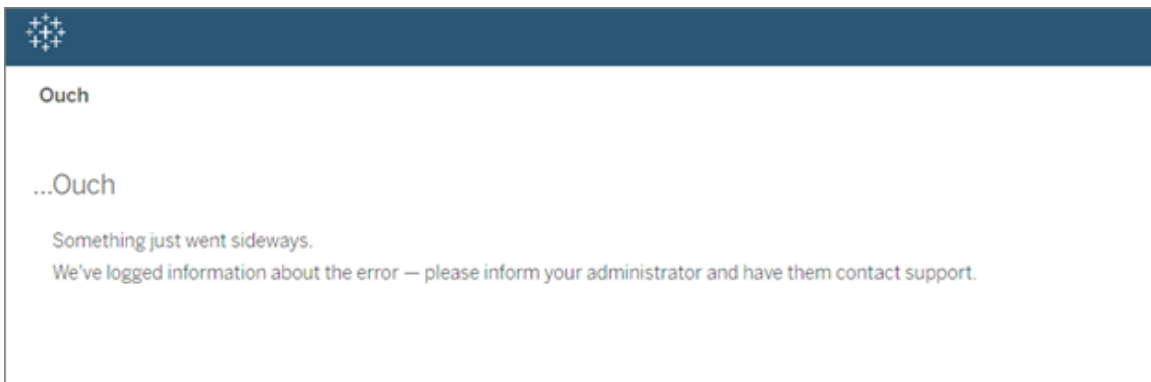 Ouch
...Ouch
Something just went sideways.
We've logged information about the error — please inform your administrator and have them contact support.